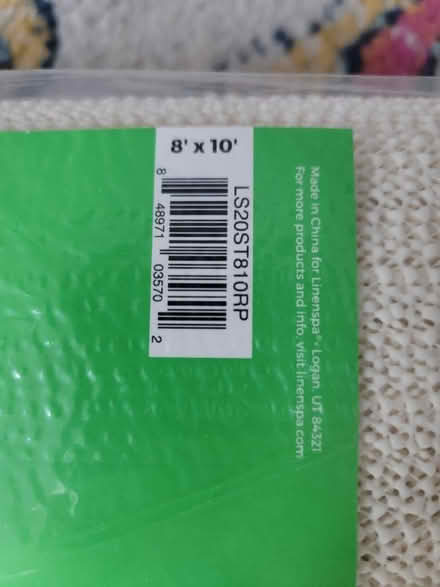 8' x 10'
LS20ST810RP
8 48971 03570 2
Made in China for Linenspa® • Logan, UT 84321
For more products and info, visit linenspa.com